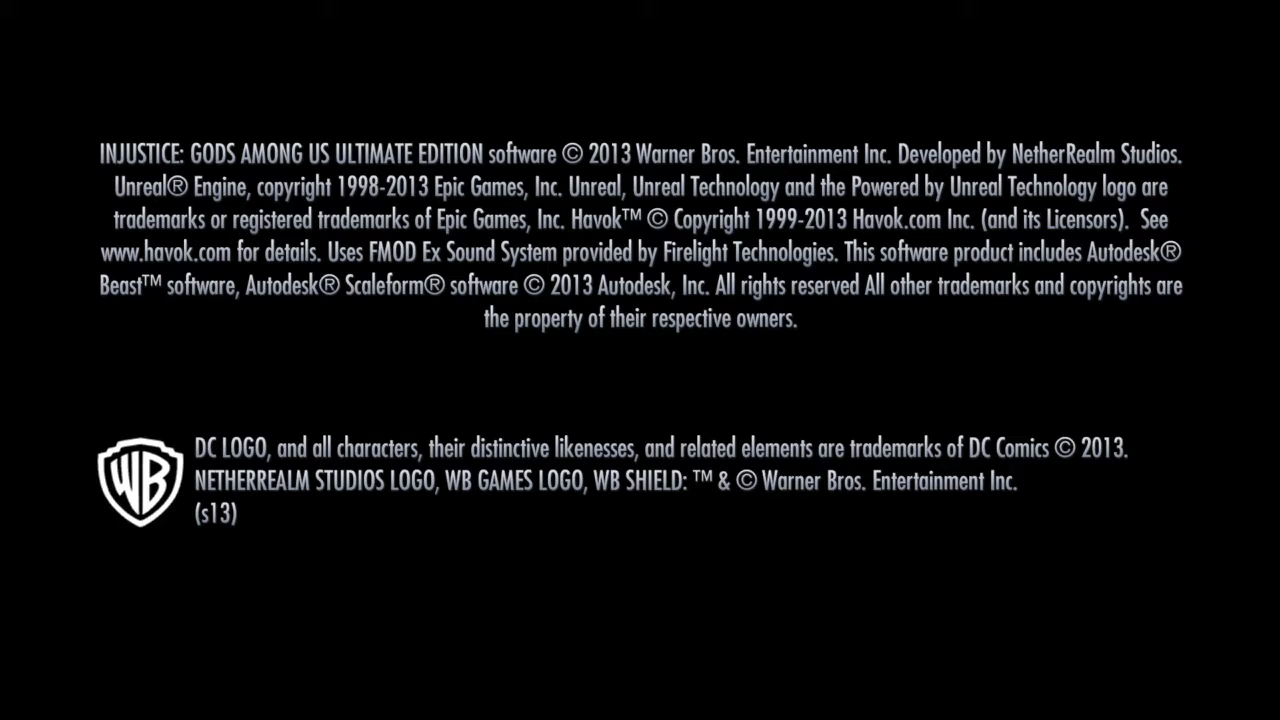 INJUSTICE: GODS AMONG US ULTIMATE EDITION software © 2013 Warner Bros. Entertainment Inc. Developed by NetherRealm Studios.
Unreal® Engine, copyright 1998-2013 Epic Games, Inc. Unreal, Unreal Technology and the Powered by Unreal Technology logo are
trademarks or registered trademarks of Epic Games, Inc. Havok™ © Copyright 1999-2013 Havok.com Inc. (and its Licensors).  See
www.havok.com for details. Uses FMOD Ex Sound System provided by Firelight Technologies. This software product includes Autodesk®
Beast™ software, Autodesk® Scaleform® software © 2013 Autodesk, Inc. All rights reserved All other trademarks and copyrights are
the property of their respective owners.
WB
DC LOGO, and all characters, their distinctive likenesses, and related elements are trademarks of DC Comics © 2013.
NETHERREALM STUDIOS LOGO, WB GAMES LOGO, WB SHIELD: ™ & © Warner Bros. Entertainment Inc.
(s13)